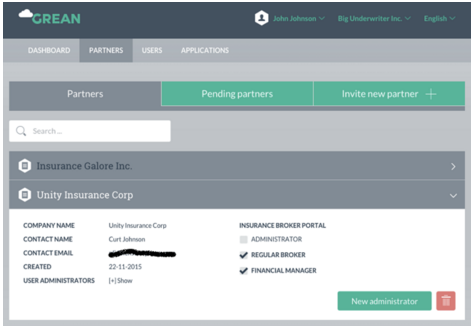 GREAN
John Johnson Big Underwriter Inc. English
DASHBOARD PARTNERS USERS APPLICATIONS
Partners Pending partners Invite new partner +
Search...
Insurance Galore Inc.
Unity Insurance Corp
COMPANY NAME Unity Insurance Corp INSURANCE BROKER PORTAL
CONTACT NAME Curt Johnson ADMINISTRATOR
CONTACT EMAIL REGULAR BROKER
CREATED 22-11-2015 FINANCIAL MANAGER
USER ADMINISTRATORS [+] Show
New administrator